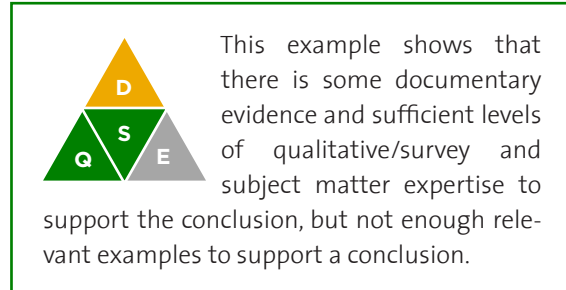 D
S
Q
E
This example shows that
there is some documentary
evidence and sufficient levels
of qualitative/survey and
subject matter expertise to
support the conclusion, but not enough rele-
vant examples to support a conclusion.